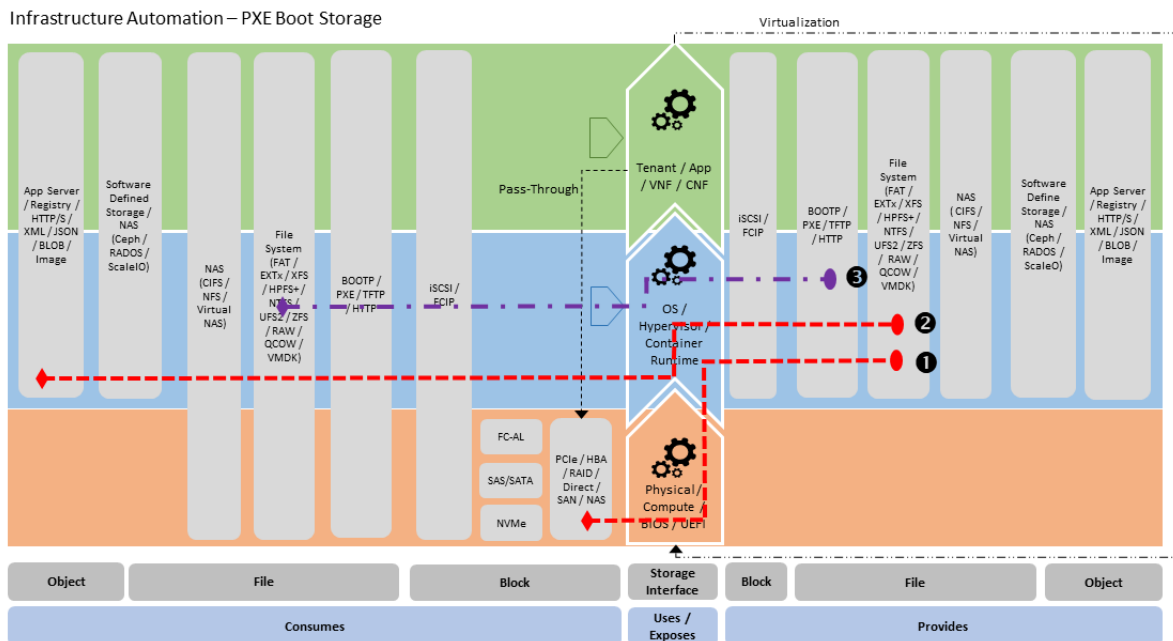 Infrastructure Automation – PXE Boot Storage
Virtualization
App Server
/ Registry /
HTTP/S /
XML / JSON
/ BLOB /
Image
Software
Defined
Storage /
NAS
(Ceph /
RADOS /
ScaleIO)
NAS
(CIFS /
NFS /
Virtual
NAS)
File
System
(FAT /
EXTx / XFS
/ HPFS+ /
NTFS /
UFS2 / ZFS
/ RAW /
QCOW /
VMDK)
BOOTP /
PXE / TFTP
/ HTTP
iSCSI /
FCIP
Pass-Through
FC-AL
SAS/SATA
NVMe
PCIe / HBA
/ RAID /
Direct /
SAN / NAS
Tenant / App
/ VNF / CNF
OS /
Hypervisor /
Container
Runtime
Physical /
Compute /
BIOS / UEFI
iSCSI /
FCIP
BOOTP /
PXE / TFTP
/ HTTP
File
System
(FAT /
EXTx / XFS
/ HPFS+ /
NTFS /
UFS2 / ZFS
/ RAW /
QCOW /
VMDK)
NAS
( CIFS /
NFS /
Virtual
NAS)
Software
Define
Storage /
NAS
(Ceph /
RADOS /
ScaleIO)
App Server
/ Registry /
HTTP/S /
XML / JSON
/ BLOB /
Image
❸
❷
❶
Object
File
Block
Storage
Interface
Block
File
Object
Consumes
Uses /
Exposes
Provides